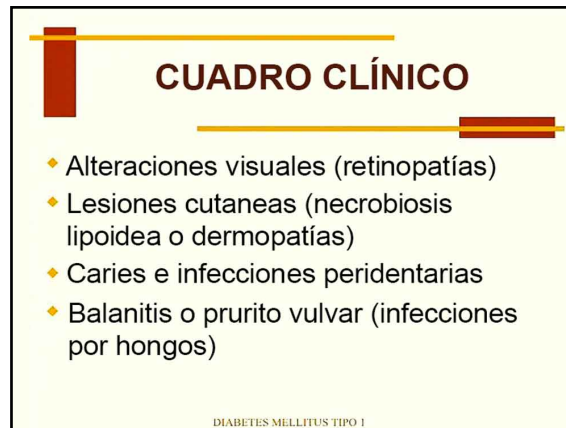 CUADRO CLÍNICO
Alteraciones visuales (retinopatías)
Lesiones cutaneas (necrobiosis
lipoidea o dermopatías)
Caries e infecciones peridentarias
Balanitis o prurito vulvar (infecciones
por hongos)
DIABETES MELLITUS TIPO 1